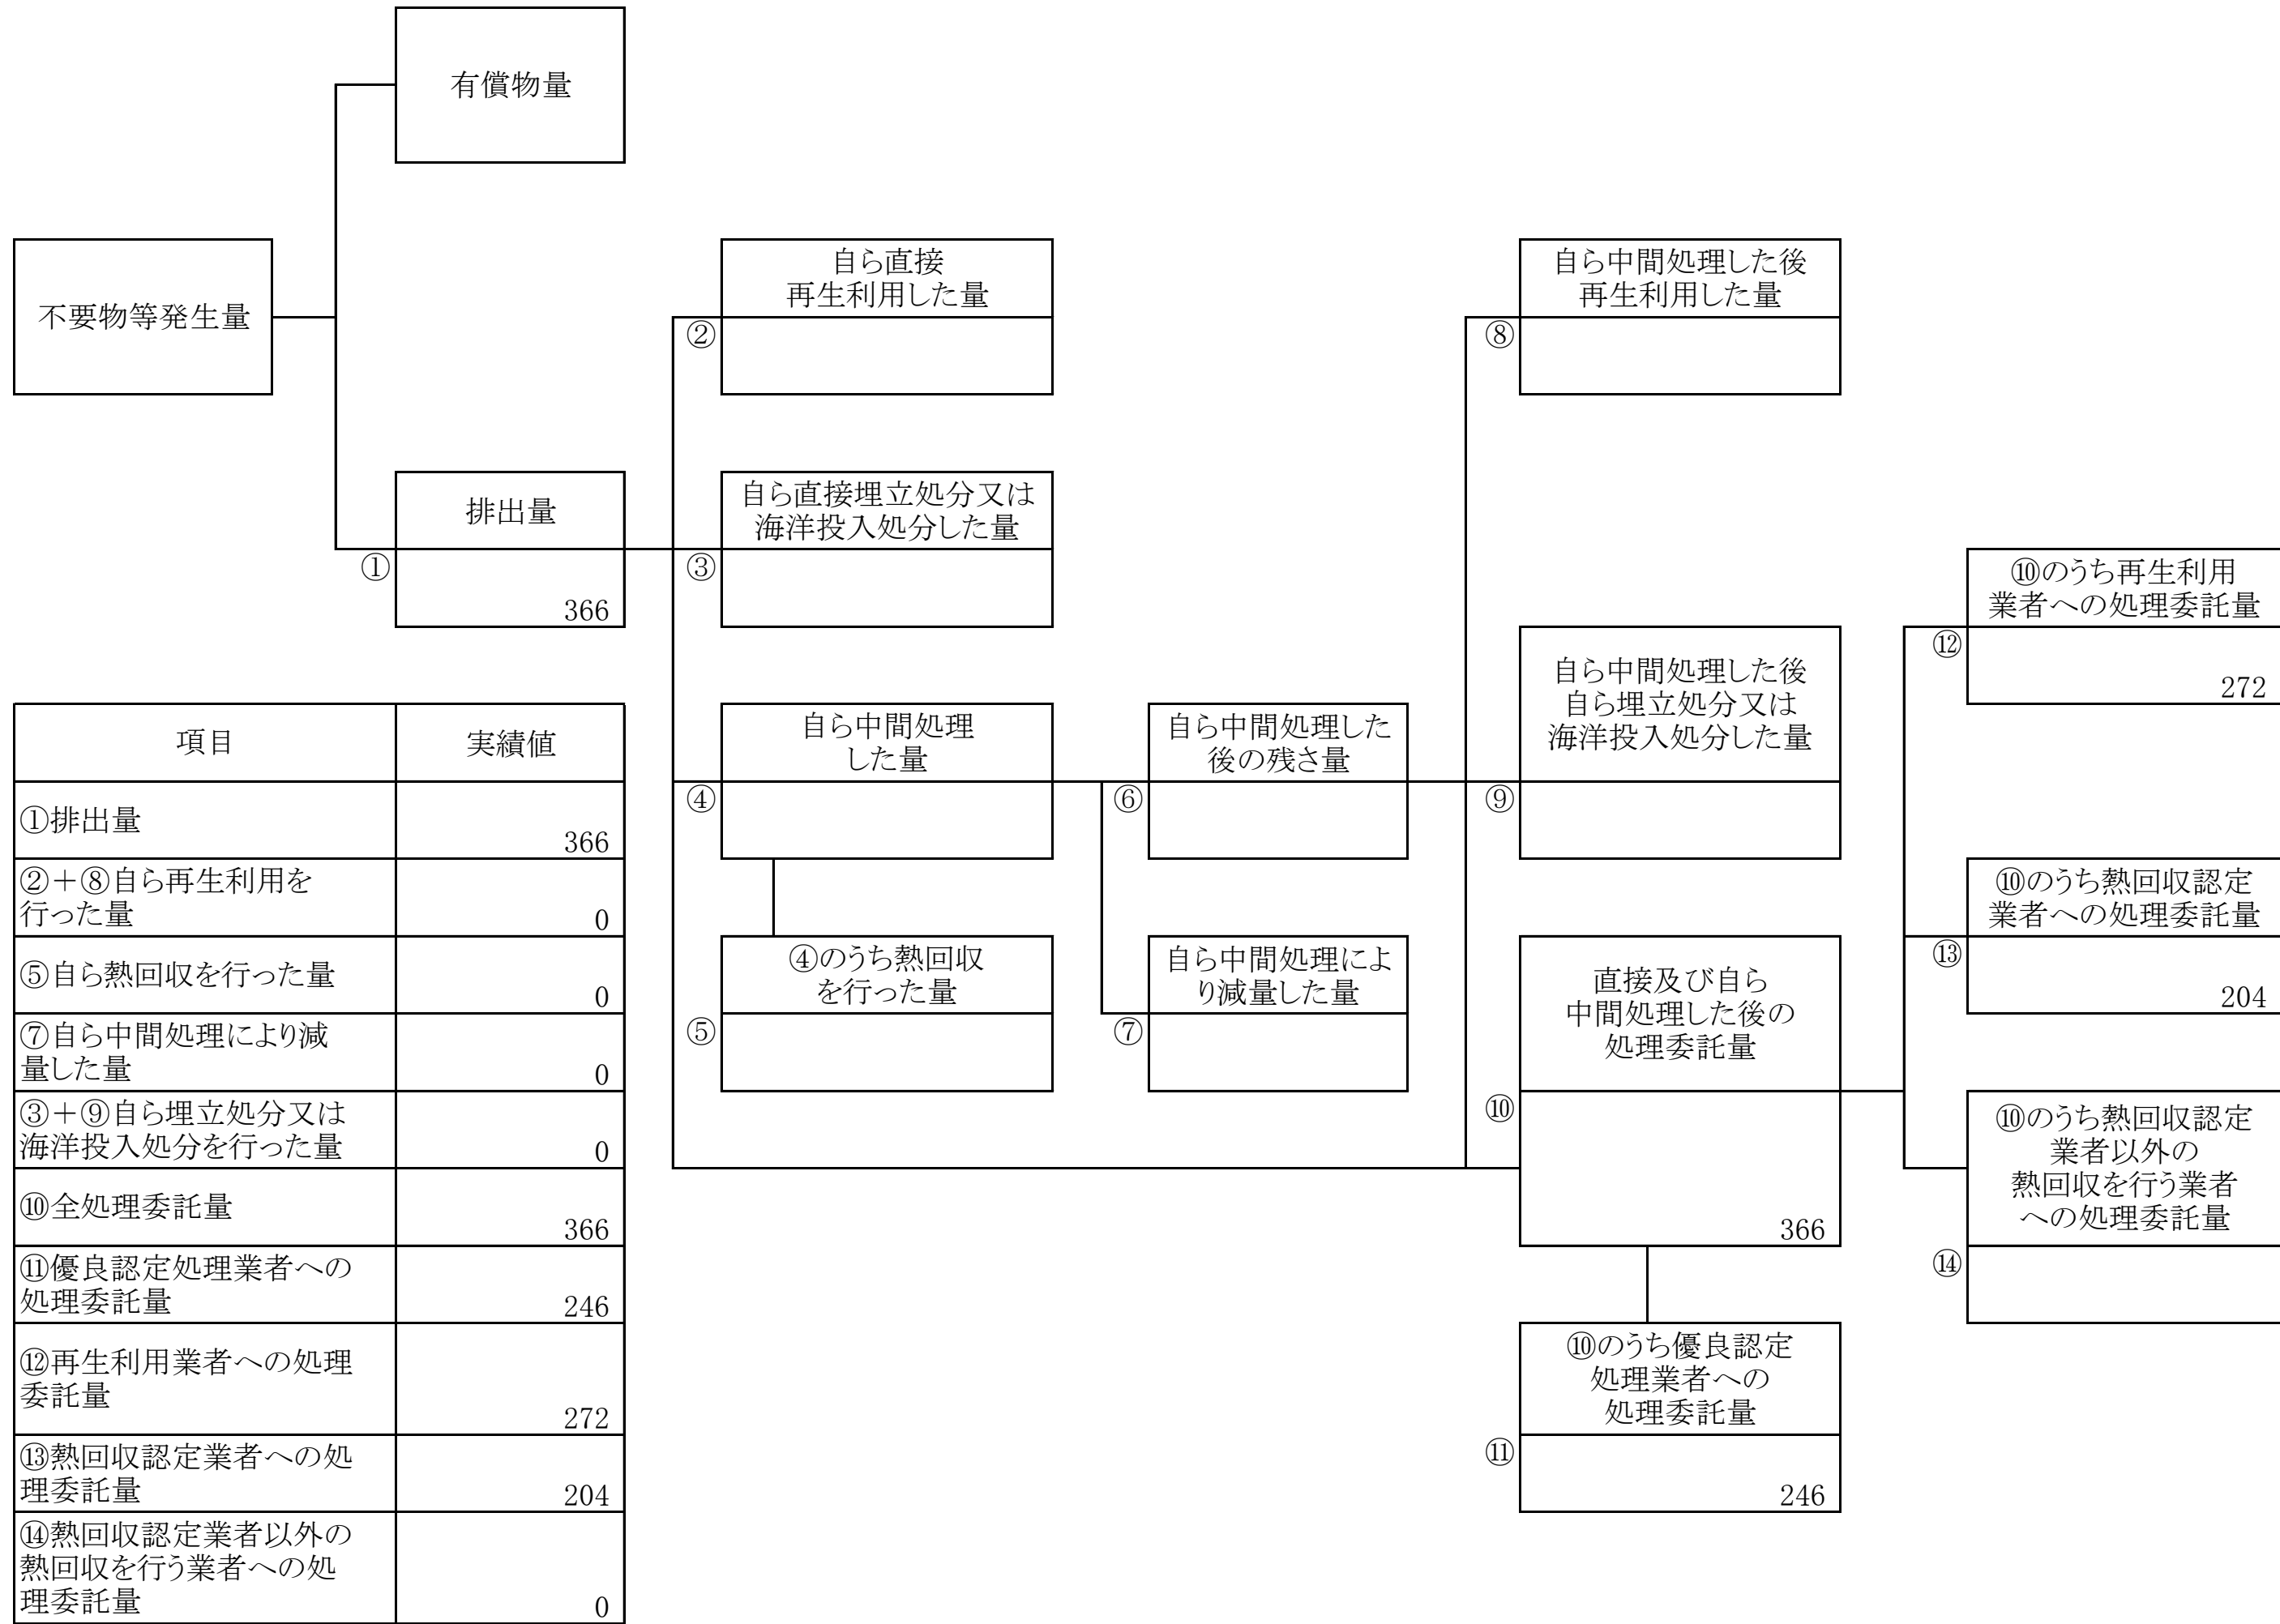 有償物量
不要物等発生量
自ら直接
再生利用した量
②
自ら中間処理した後
再生利用した量
⑧
排出量
①
366
自ら直接埋立処分又は
海洋投入処分した量
③
⑩のうち再生利用
業者への処理委託量
⑫
272
自ら中間処理
した量
④
自ら中間処理した
後の残さ量
⑥
自ら中間処理した後
自ら埋立処分又は
海洋投入処分した量
⑨
⑩のうち熱回収認定
業者への処理委託量
⑬
204
④のうち熱回収
を行った量
⑤
自ら中間処理によ
り減量した量
⑦
直接及び自ら
中間処理した後の
処理委託量
⑩
366
⑩のうち熱回収認定
業者以外の
熱回収を行う業者
への処理委託量
⑭
⑩のうち優良認定
処理業者への
処理委託量
⑪
246
項目
実績値
①排出量
366
②+⑧自ら再生利用を
行った量
0
⑤自ら熱回収を行った量
0
⑦自ら中間処理により減
量した量
0
③+⑨自ら埋立処分又は
海洋投入処分を行った量
0
⑩全処理委託量
366
⑪優良認定処理業者への
処理委託量
246
⑫再生利用業者への処理
委託量
272
⑬熱回収認定業者への処
理委託量
204
⑭熱回収認定業者以外の
熱回収を行う業者への処
理委託量
0